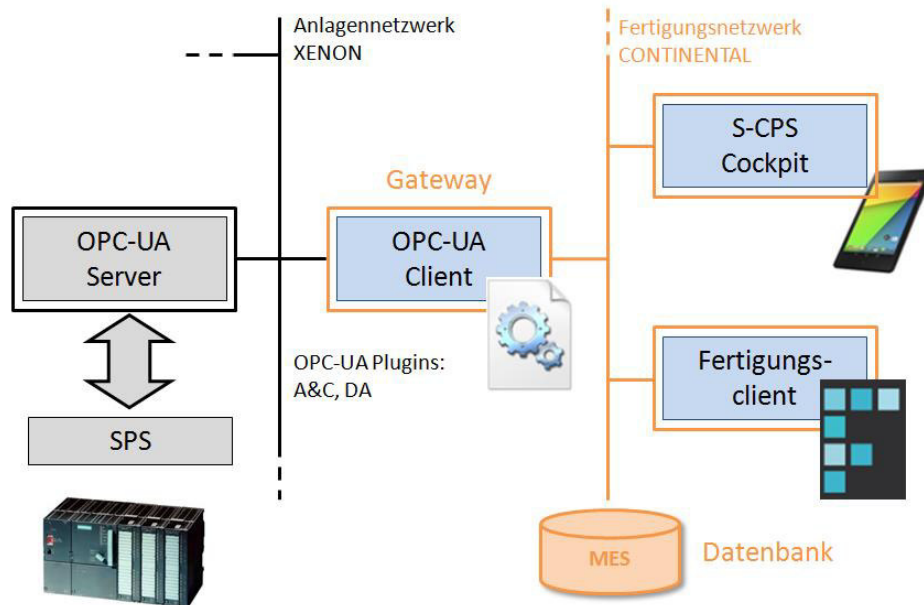 Anlagennetzwerk
XENON
Fertigungsnetzwerk
CONTINENTAL
S-CPS
Cockpit
Gateway
OPC-UA
Server
OPC-UA
Client
OPC-UA Plugins:
A&C, DA
Fertigungs-
client
SPS
MES
Datenbank